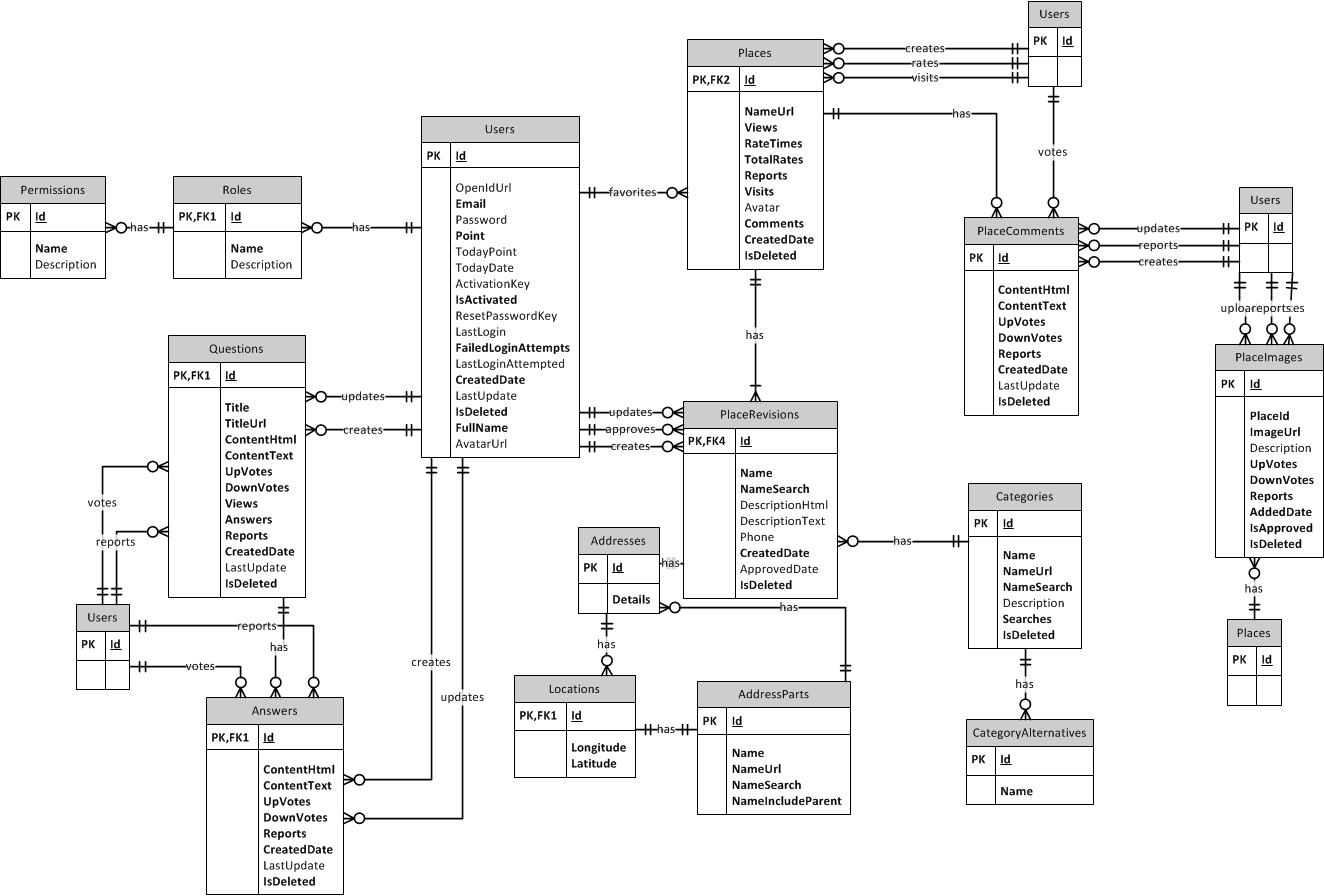 Users
PK Id
Places
PK,FK2 Id
NameUrl
Views
RateTimes
TotalRates
Reports
Visits
Avatar
Comments
CreatedDate
IsDeleted
creates
rates
visits
has
votes
Users
PK Id
OpenIdUrl
Email
Password
Point
TodayPoint
TodayDate
ActivationKey
IsActivated
ResetPasswordKey
LastLogin
FailedLoginAttempts
LastLoginAttempted
CreatedDate
LastUpdate
IsDeleted
FullName
AvatarUrl
favorites
Permissions
PK Id
Name
Description
has
Roles
PK,FK1 Id
Name
Description
has
Users
PK Id
PlaceComments
PK Id
ContentHtml
ContentText
UpVotes
DownVotes
Reports
CreatedDate
LastUpdate
IsDeleted
updates
reports
creates
reports
PlaceImages
PK Id
PlaceId
ImageUrl
Description
UpVotes
DownVotes
Reports
AddedDate
IsApproved
IsDeleted
has
Places
PK Id
has
Questions
PK,FK1 Id
Title
TitleUrl
ContentHtml
ContentText
UpVotes
DownVotes
Views
Answers
Reports
CreatedDate
LastUpdate
IsDeleted
updates
creates
votes
reports
updates
approves
creates
PlaceRevisions
PK,FK4 Id
Name
NameSearch
DescriptionHtml
DescriptionText
Phone
CreatedDate
ApprovedDate
IsDeleted
has
Categories
PK Id
Name
NameUrl
NameSearch
Description
Searches
IsDeleted
Addresses
PK Id
Details
has
has
has
Users
PK Id
reports
has
votes
creates
updates
Locations
PK,FK1 Id
Longitude
Latitude
has
AddressParts
PK Id
Name
NameUrl
NameSearch
NameIncludeParent
has
CategoryAlternatives
PK Id
Name
Answers
PK,FK1 Id
ContentHtml
ContentText
UpVotes
DownVotes
Reports
CreatedDate
LastUpdate
IsDeleted